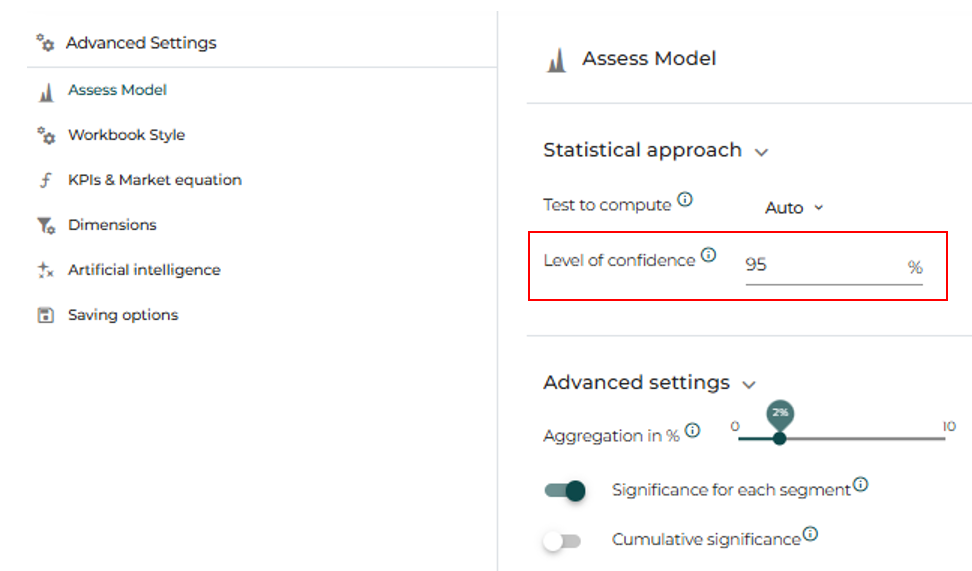 Advanced Settings
Assess Model
Workbook Style
KPIs & Market equation
Dimensions
Artificial intelligence
Saving options
Assess Model
Statistical approach
Test to compute
Auto
Level of confidence
95 %
Advanced settings
Aggregation in %
0 2% 10
Significance for each segment
Cumulative significance